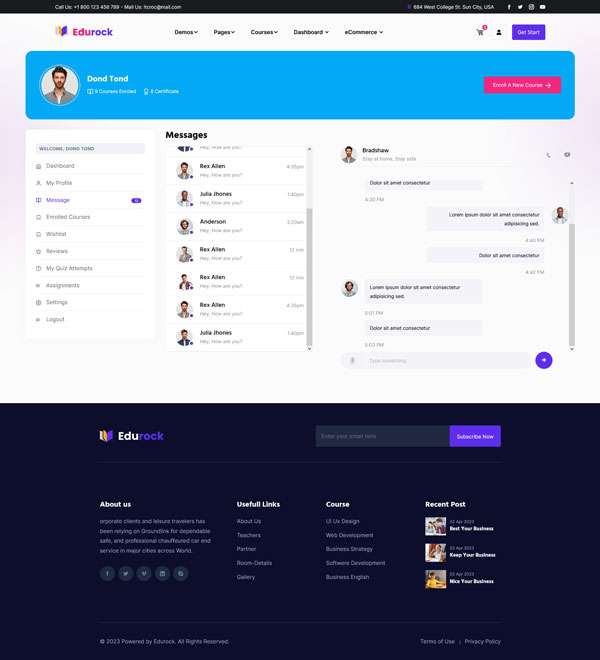 Call Us: +1 800 123 456 789 - Mail Us: Itcroc@mail.com
684 West College St. Sun City, USA
Edurock
Demos
Pages
Courses
Dashboard
eCommerce
Get Start
Dond Tond
9 Courses Enroled
8 Certificate
Enroll A New Course
WELCOME, DOND TOND
Dashboard
My Profile
Message
12
Enrolled Courses
Wishlist
Reviews
My Quiz Attempts
Assignments
Settings
Logout
Messages
Hey, How are you?
Rex Allen
4:35pm
Hey, How are you?
Julia Jhones
1:40pm
Hey, How are you?
Anderson
3:20am
Hey, How are you?
Rex Allen
12 min
Hey, How are you?
Rex Allen
12 min
Hey, How are you?
Rex Allen
4:35pm
Hey, How are you?
Julia Jhones
1:40pm
Hey, How are you?
Bradshaw
Stay at home, Stay safe
Dolor sit amet consectetur
4:30 PM
Lorem ipsum dolor sit amet consectetur
adipisicing sed.
4:40 PM
Dolor sit amet consectetur
4:42 PM
Lorem ipsum dolor sit amet consectetur
adipisicing sed.
5:01 PM
Dolor sit amet consectetur
5:03 PM
Type something
Edurock
Enter your email here
Subscribe Now
About us
orporate clients and leisure travelers has
been relying on Groundlink for dependable
safe, and professional chauffeured car end
service in major cities across World.
Usefull Links
About Us
Teachers
Partner
Room-Details
Gallery
Course
Ui Ux Design
Web Development
Business Strategy
Software Development
Business English
Recent Post
02 Apr 2023
Best Your Business
02 Apr 2023
Keep Your Business
02 Apr 2023
Nice Your Business
© 2023 Powered by Edurock. All Rights Reserved.
Terms of Use
Privacy Policy